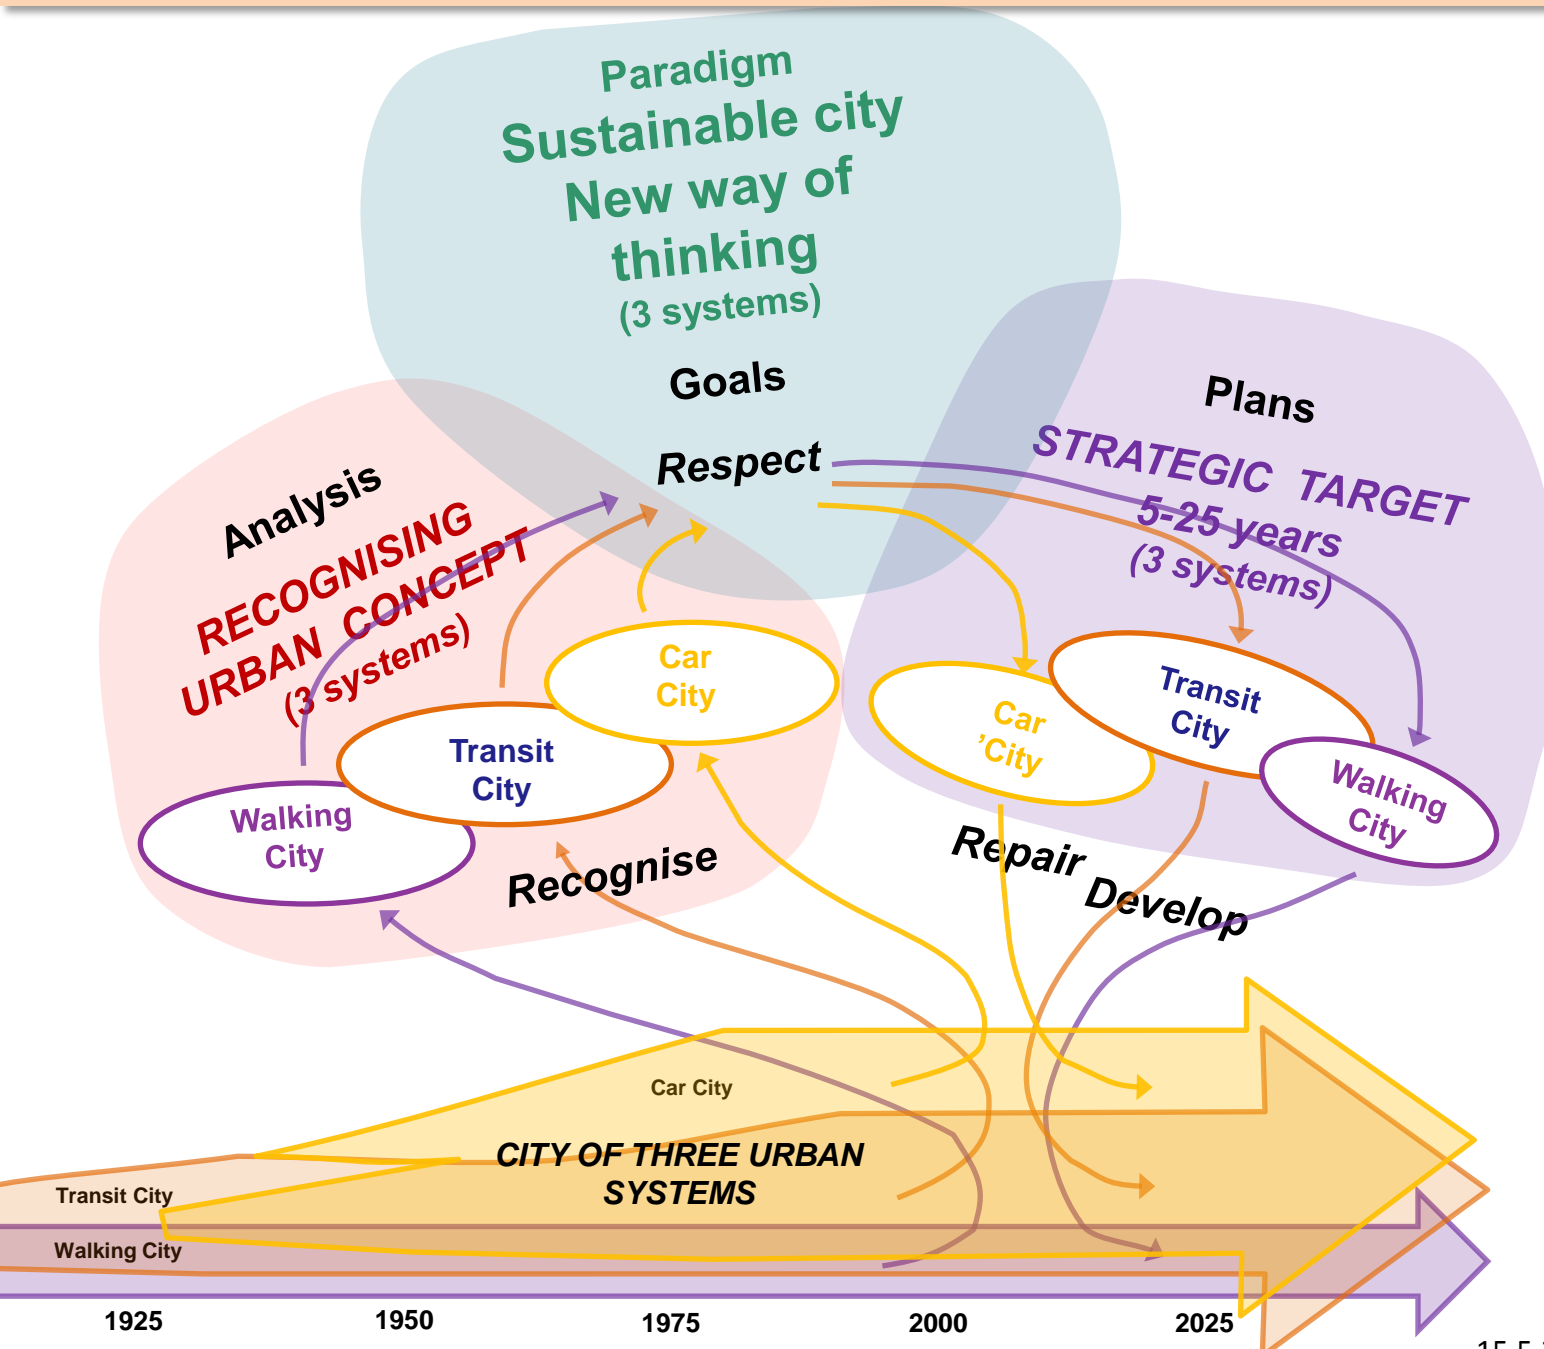 Paradigm
Sustainable city
New way of
thinking
(3 systems)
Goals
Respect
Analysis
RECOGNISING
URBAN CONCEPT
(3 systems)
Plans
STRATEGIC TARGET
5-25 years
(3 systems)
Car
City
Transit
City
Walking
City
Recognise
Car
’City
Transit
City
Walking
City
Repair
Develop
Car City
CITY OF THREE URBAN
SYSTEMS
Transit City
Walking City
1925 1950 1975 2000 2025